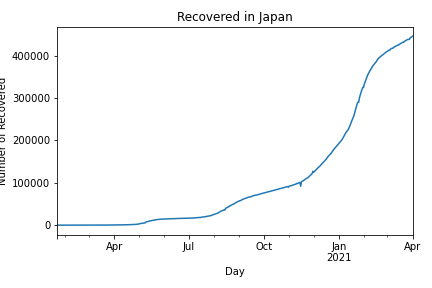 Recovered in Japan
Number of Recovered
400000
300000
200000
100000
0
Apr
Jul
Oct
Jan
2021
Apr
Day